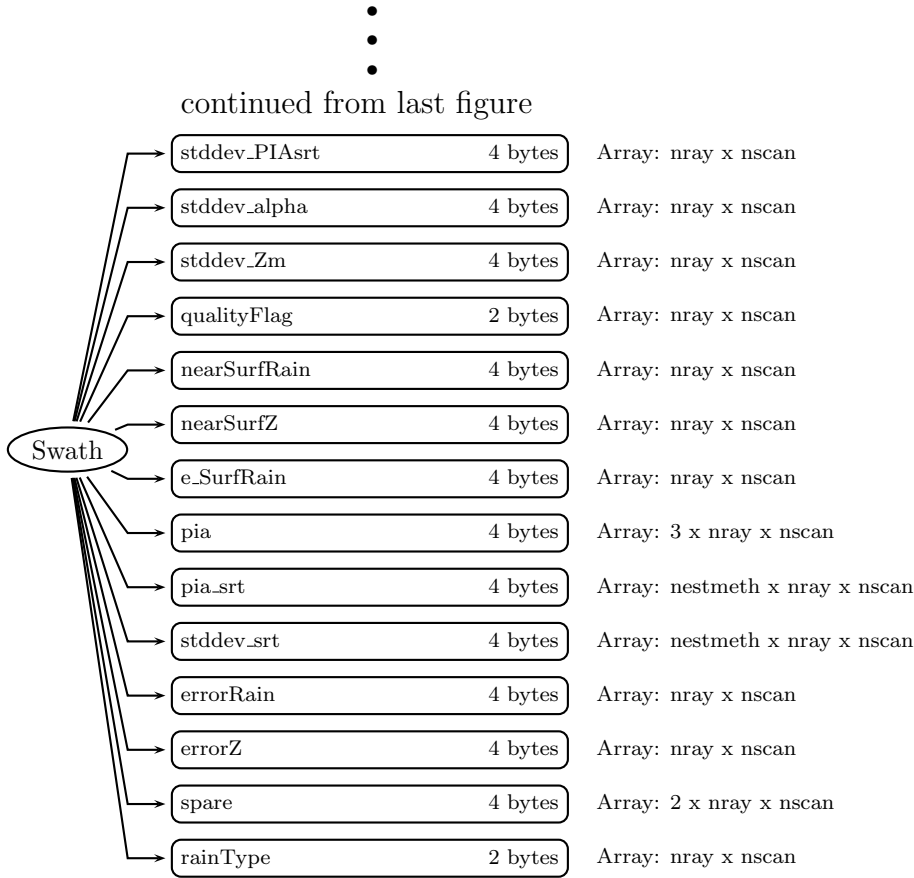 continued from last figure
stddev_PIAsrt 4 bytes Array: nray x nscan
stddev_alpha 4 bytes Array: nray x nscan
stddev_Zm 4 bytes Array: nray x nscan
qualityFlag 2 bytes Array: nray x nscan
nearSurfRain 4 bytes Array: nray x nscan
nearSurfZ 4 bytes Array: nray x nscan
Swath
e_SurfRain 4 bytes Array: nray x nscan
pia 4 bytes Array: 3 x nray x nscan
pia_srt 4 bytes Array: nestmeth x nray x nscan
stddev_srt 4 bytes Array: nestmeth x nray x nscan
errorRain 4 bytes Array: nray x nscan
errorZ 4 bytes Array: nray x nscan
spare 4 bytes Array: 2 x nray x nscan
rainType 2 bytes Array: nray x nscan